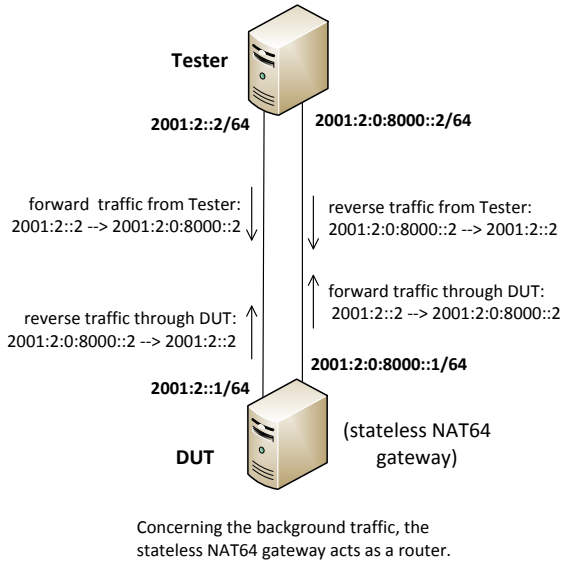 Tester
2001:2::2/64
2001:2:0:8000::2/64
forward  traffic from Tester:
2001:2::2 --> 2001:2:0:8000::2
reverse traffic from Tester:
2001:2:0:8000::2 --> 2001:2::2
reverse traffic through DUT:
2001:2:0:8000::2 --> 2001:2::2
forward traffic through DUT:
2001:2::2 --> 2001:2:0:8000::2
2001:2::1/64
2001:2:0:8000::1/64
DUT
(stateless NAT64
gateway)
Concerning the background traffic, the
stateless NAT64 gateway acts as a router.